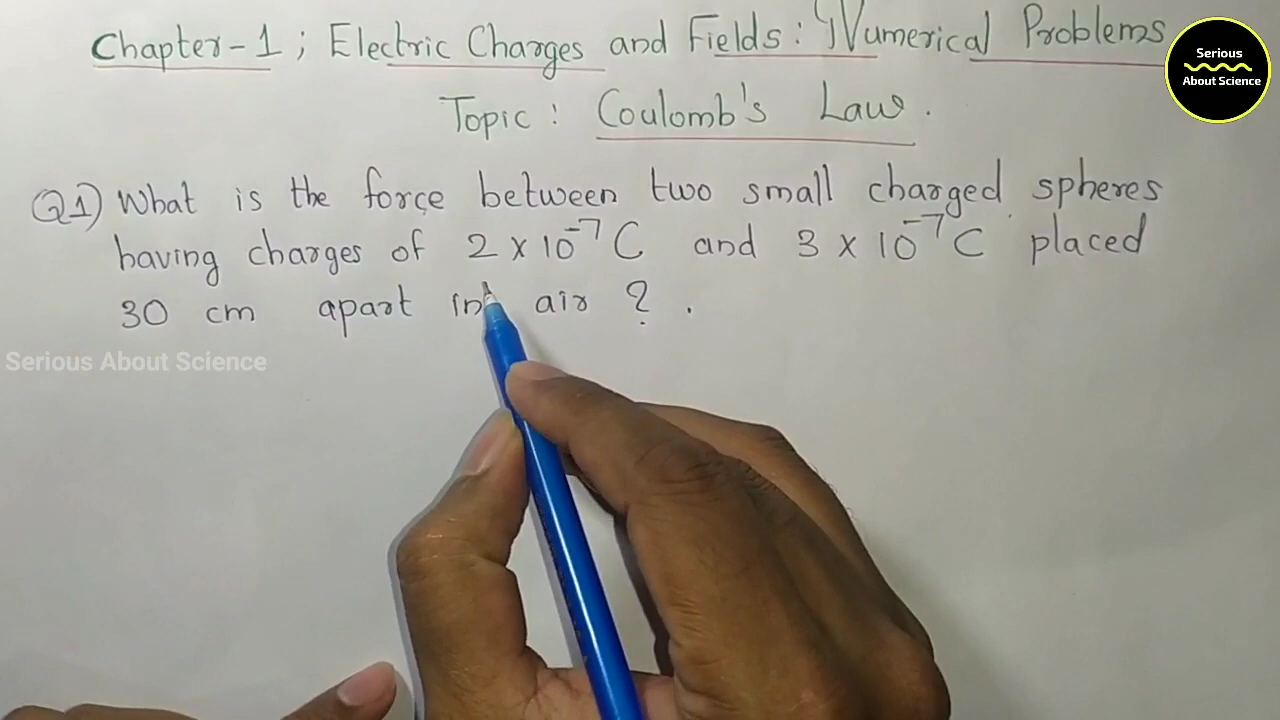 Chapter-1 ; Electric Charges and Fields : Numerical Problems
Serious
About Science
Topic : Coulomb's Law .
Q1) What is the force between two small charged spheres
having charges of 2 × 10⁻⁷ C and 3 × 10⁻⁷ C placed
30 cm apart in air ? .
Serious About Science